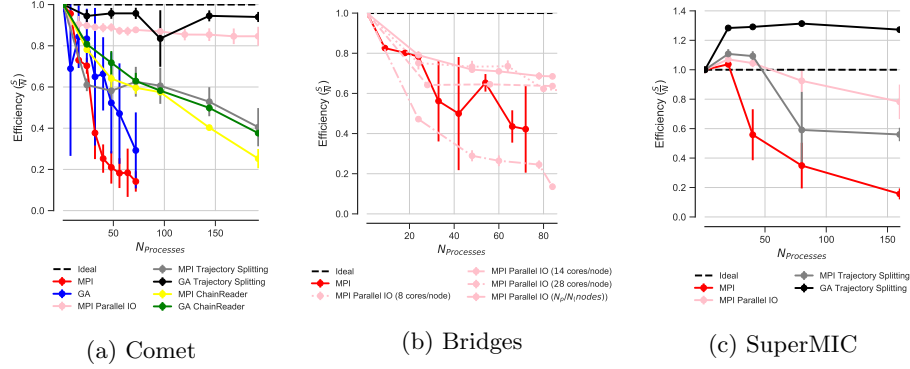 1.0
0.8
0.6
0.4
0.2
0.0
Efficiency (S/N)
50
100
150
N_Processes
Ideal
MPI
GA
MPI Parallel IO
MPI Trajectory Splitting
GA Trajectory Splitting
MPI ChainReader
GA ChainReader
(a) Comet
1.0
0.8
0.6
0.4
0.2
0.0
Efficiency (S/N)
20
40
60
80
N_Processes
Ideal
MPI
MPI Parallel IO (8 cores/node)
MPI Parallel IO (14 cores/node)
MPI Parallel IO (28 cores/node)
MPI Parallel IO (N_p/N_nodes))
(b) Bridges
1.4
1.2
1.0
0.8
0.6
0.4
0.2
0.0
Efficiency (S/N)
50
100
150
N_Processes
Ideal
MPI
MPI Parallel IO
MPI Trajectory Splitting
GA Trajectory Splitting
(c) SuperMIC